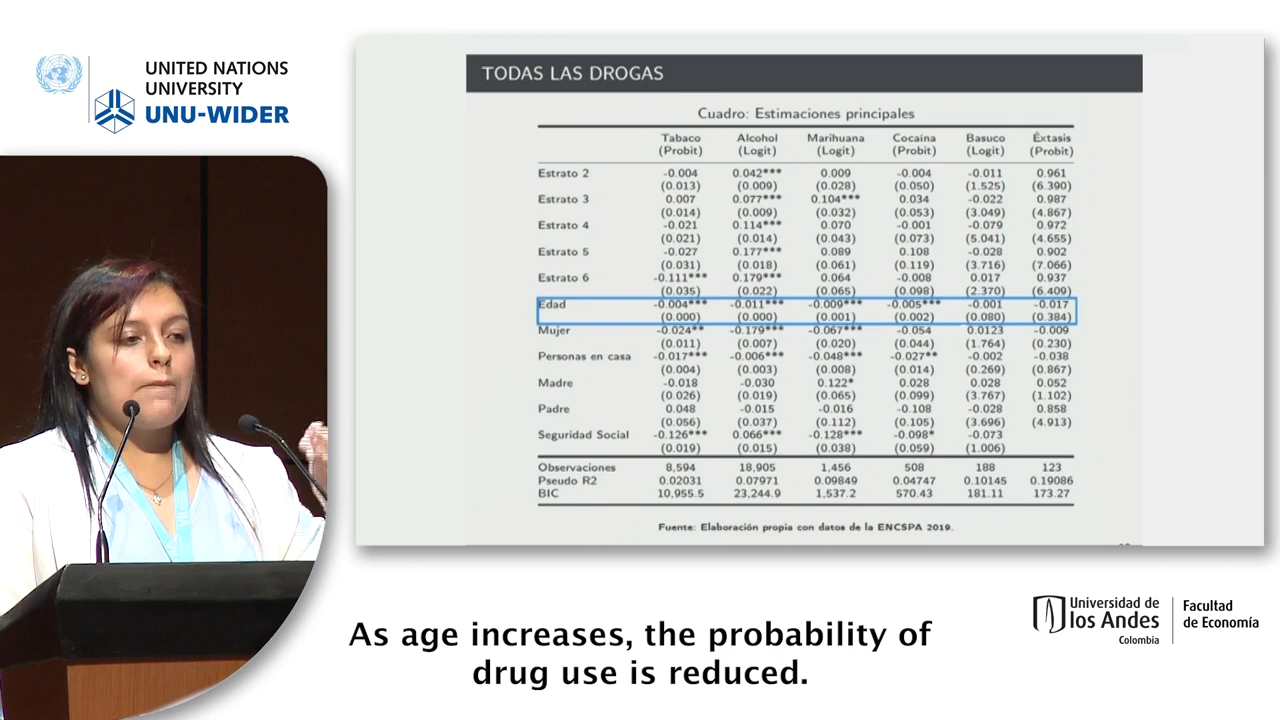 UNITED NATIONS
UNIVERSITY
UNU-WIDER
TODAS LAS DROGAS
Cuadro: Estimaciones principales
Tabaco Alcohol Marihuana Cocaína Basuco Éxtasis
(Probit) (Logit) (Logit) (Probit) (Logit) (Probit)
Estrato 2 -0.004 0.042*** 0.009 -0.004 -0.011 0.961
(0.013) (0.009) (0.028) (0.050) (1.525) (6.390)
Estrato 3 0.007 0.077*** 0.104*** 0.034 -0.022 0.987
(0.014) (0.009) (0.032) (0.053) (3.049) (4.867)
Estrato 4 -0.021 0.114*** 0.070 -0.001 -0.079 0.972
(0.021) (0.014) (0.043) (0.073) (5.041) (4.655)
Estrato 5 -0.027 0.177*** 0.089 0.108 -0.028 0.902
(0.031) (0.018) (0.061) (0.119) (3.716) (7.066)
Estrato 6 -0.111*** 0.179*** 0.064 -0.008 0.017 0.937
(0.035) (0.022) (0.065) (0.098) (2.370) (6.409)
Edad -0.004*** -0.011*** -0.009*** -0.005*** -0.001 -0.017
(0.000) (0.000) (0.001) (0.002) (0.080) (0.384)
Mujer -0.024** -0.179*** -0.067*** -0.054 0.0123 -0.009
(0.011) (0.007) (0.020) (0.044) (1.764) (0.230)
Personas en casa -0.017*** -0.006*** -0.048*** -0.027** -0.002 -0.038
(0.004) (0.003) (0.008) (0.014) (0.269) (0.867)
Madre -0.018 -0.030 0.122* 0.028 0.028 0.052
(0.026) (0.019) (0.065) (0.099) (3.767) (1.102)
Padre 0.048 -0.015 -0.016 -0.108 -0.028 0.858
(0.056) (0.037) (0.112) (0.105) (3.696) (4.913)
Seguridad Social -0.126*** 0.066*** -0.128*** -0.098* -0.073
(0.019) (0.015) (0.038) (0.059) (1.006)
Observaciones 8,594 18,905 1,456 508 188 123
Pseudo R2 0.02031 0.07971 0.09849 0.04747 0.10145 0.19086
BIC 10,955.5 23,244.9 1,537.2 570.43 181.11 173.27
Fuente: Elaboración propia con datos de la ENCSPA 2019.
As age increases, the probability of
drug use is reduced.
Universidad de
los Andes
Colombia
Facultad
de Economía